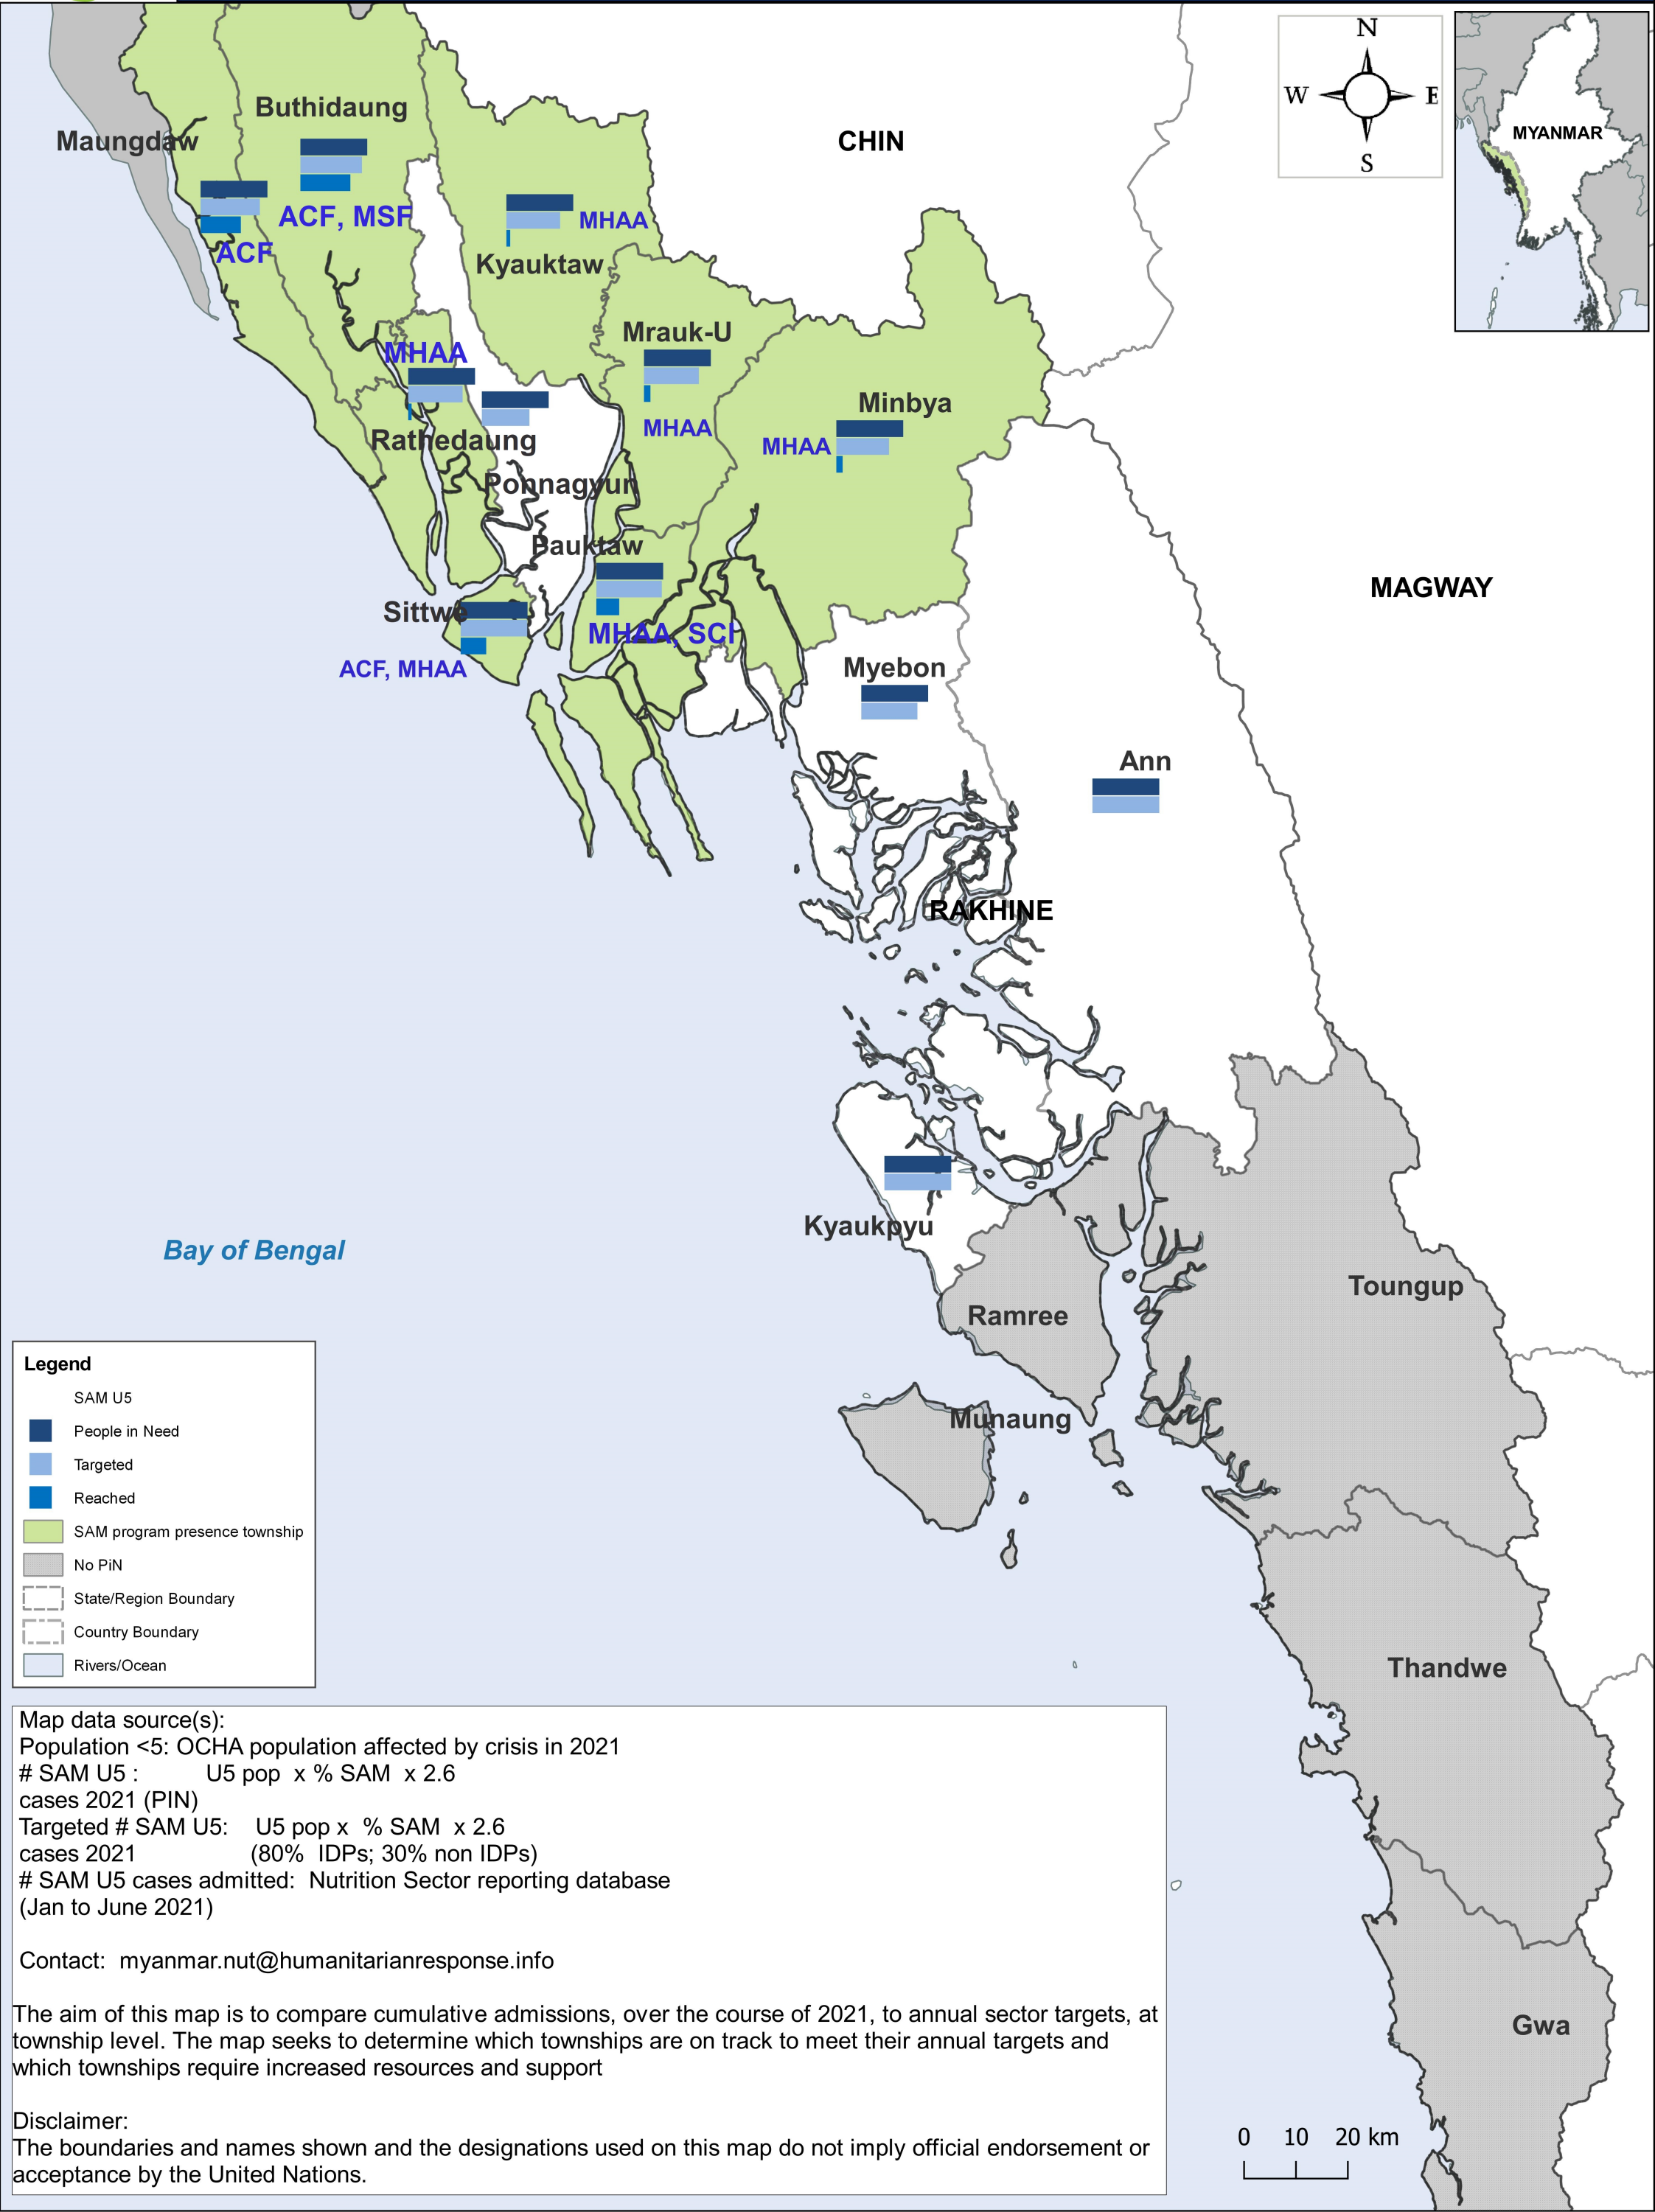 N
W E
S
MYANMAR
CHIN
Buthidaung
Maungdaw
ACF, MSF
MHAA
ACF
Kyauktaw
Mrauk-U
MHAA
Minbya
MHAA
MHAA
Rathedaung
Ponnagyun
Pauktaw
MAGWAY
Sittwe
MHAA, SCI
ACF, MHAA
Myebon
Ann
RAKHINE
Kyaukpyu
Bay of Bengal
Toungup
Ramree
Munaung
Thandwe
Gwa
Legend
SAM U5
People in Need
Targeted
Reached
SAM program presence township
No PiN
State/Region Boundary
Country Boundary
Rivers/Ocean
Map data source(s):
Population <5: OCHA population affected by crisis in 2021
# SAM U5 : U5 pop x % SAM x 2.6
cases 2021 (PIN)
Targeted # SAM U5: U5 pop x % SAM x 2.6
cases 2021 (80% IDPs; 30% non IDPs)
# SAM U5 cases admitted: Nutrition Sector reporting database
(Jan to June 2021)
Contact: myanmar.nut@humanitarianresponse.info
The aim of this map is to compare cumulative admissions, over the course of 2021, to annual sector targets, at
township level. The map seeks to determine which townships are on track to meet their annual targets and
which townships require increased resources and support
Disclaimer:
The boundaries and names shown and the designations used on this map do not imply official endorsement or
acceptance by the United Nations.
0 10 20 km